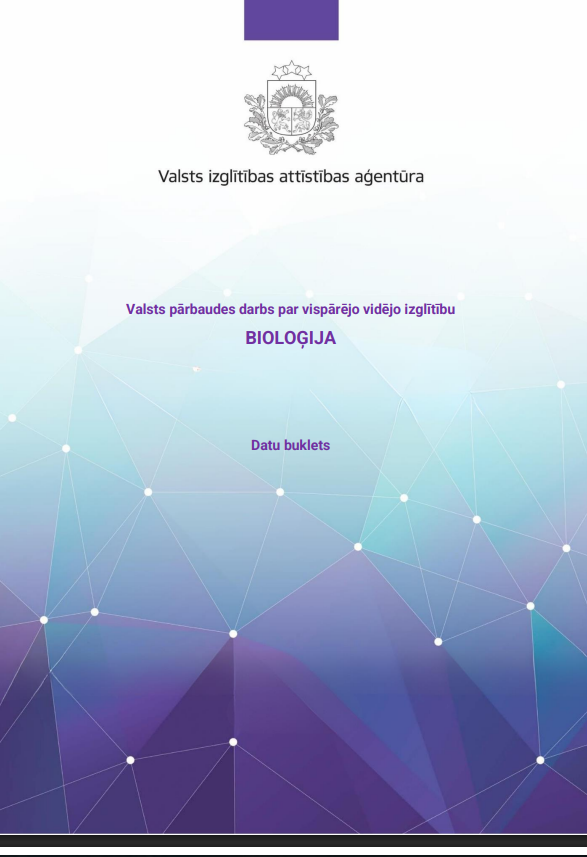 Valsts izglītības attīstības aģentūra
Valsts pārbaudes darbs par vispārējo vidējo izglītību
BIOLOĢIJA
Datu buklets